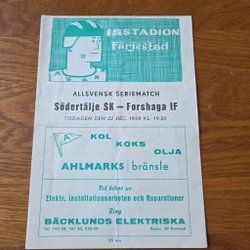 ISSTADION
Färjestad
ALLSVENSK SERIEMATCH
Södertälje SK — Forshaga IF
TISDAGEN DEN 22 DEC. 1959 KL. 19.30
A
KOL
KOKS
OLJA
AHLMARKS bränsle
Vid behov av
Elektr. Installationsarbeten och Reparationer
Ring
BÄCKLUNDS ELEKTRISKA